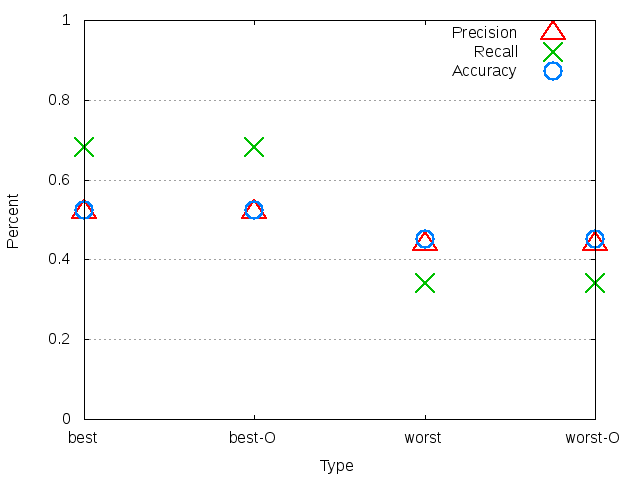 1
0.8
0.6
0.4
0.2
0
Percent
Precision
Recall
Accuracy
best
best-O
worst
worst-O
Type